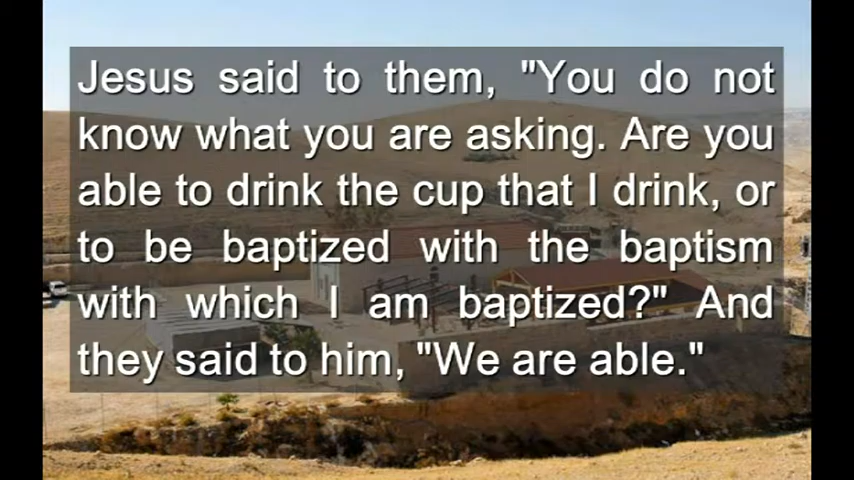 Jesus said to them, "You do not
know what you are asking. Are you
able to drink the cup that I drink, or
to be baptized with the baptism
with which I am baptized?" And
they said to him, "We are able."